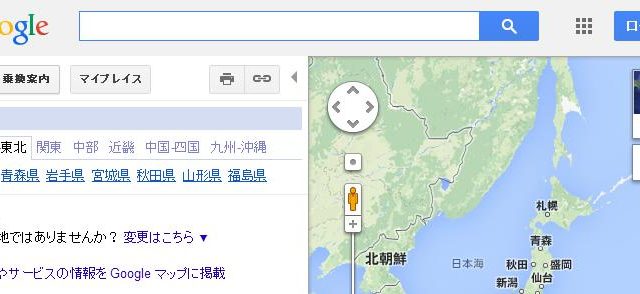 ogle
ロ
乗換案内 マイプレイス
東北 関東 中部 近畿 中国-四国 九州-沖縄
青森県 岩手県 宮城県 秋田県 山形県 福島県
地ではありませんか? 変更はこちら ▼
やサービスの情報を Google マップに掲載
札幌
青森
秋田 盛岡
仙台
新潟
北朝鮮
日本海